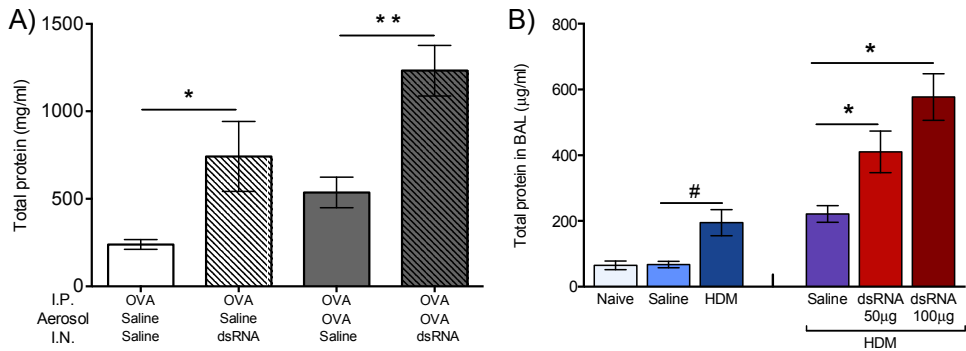 A)
Total protein (mg/ml)
1500
1000
500
0
*
* *
I.P. OVA OVA OVA OVA
Aerosol Saline Saline OVA OVA
I.N. Saline dsRNA Saline dsRNA
B)
Total protein in BAL (µg/ml)
800
600
400
200
0
#
*
*
Naive Saline HDM Saline dsRNA dsRNA
50µg 100µg
HDM